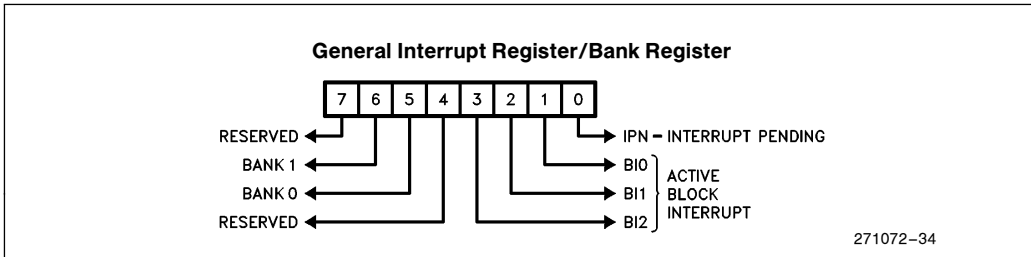 General Interrupt Register/Bank Register
7 6 5 4 3 2 1 0
RESERVED
BANK 1
BANK 0
RESERVED
IPN – INTERRUPT PENDING
BI0
BI1
BI2
ACTIVE
BLOCK
INTERRUPT
271072–34